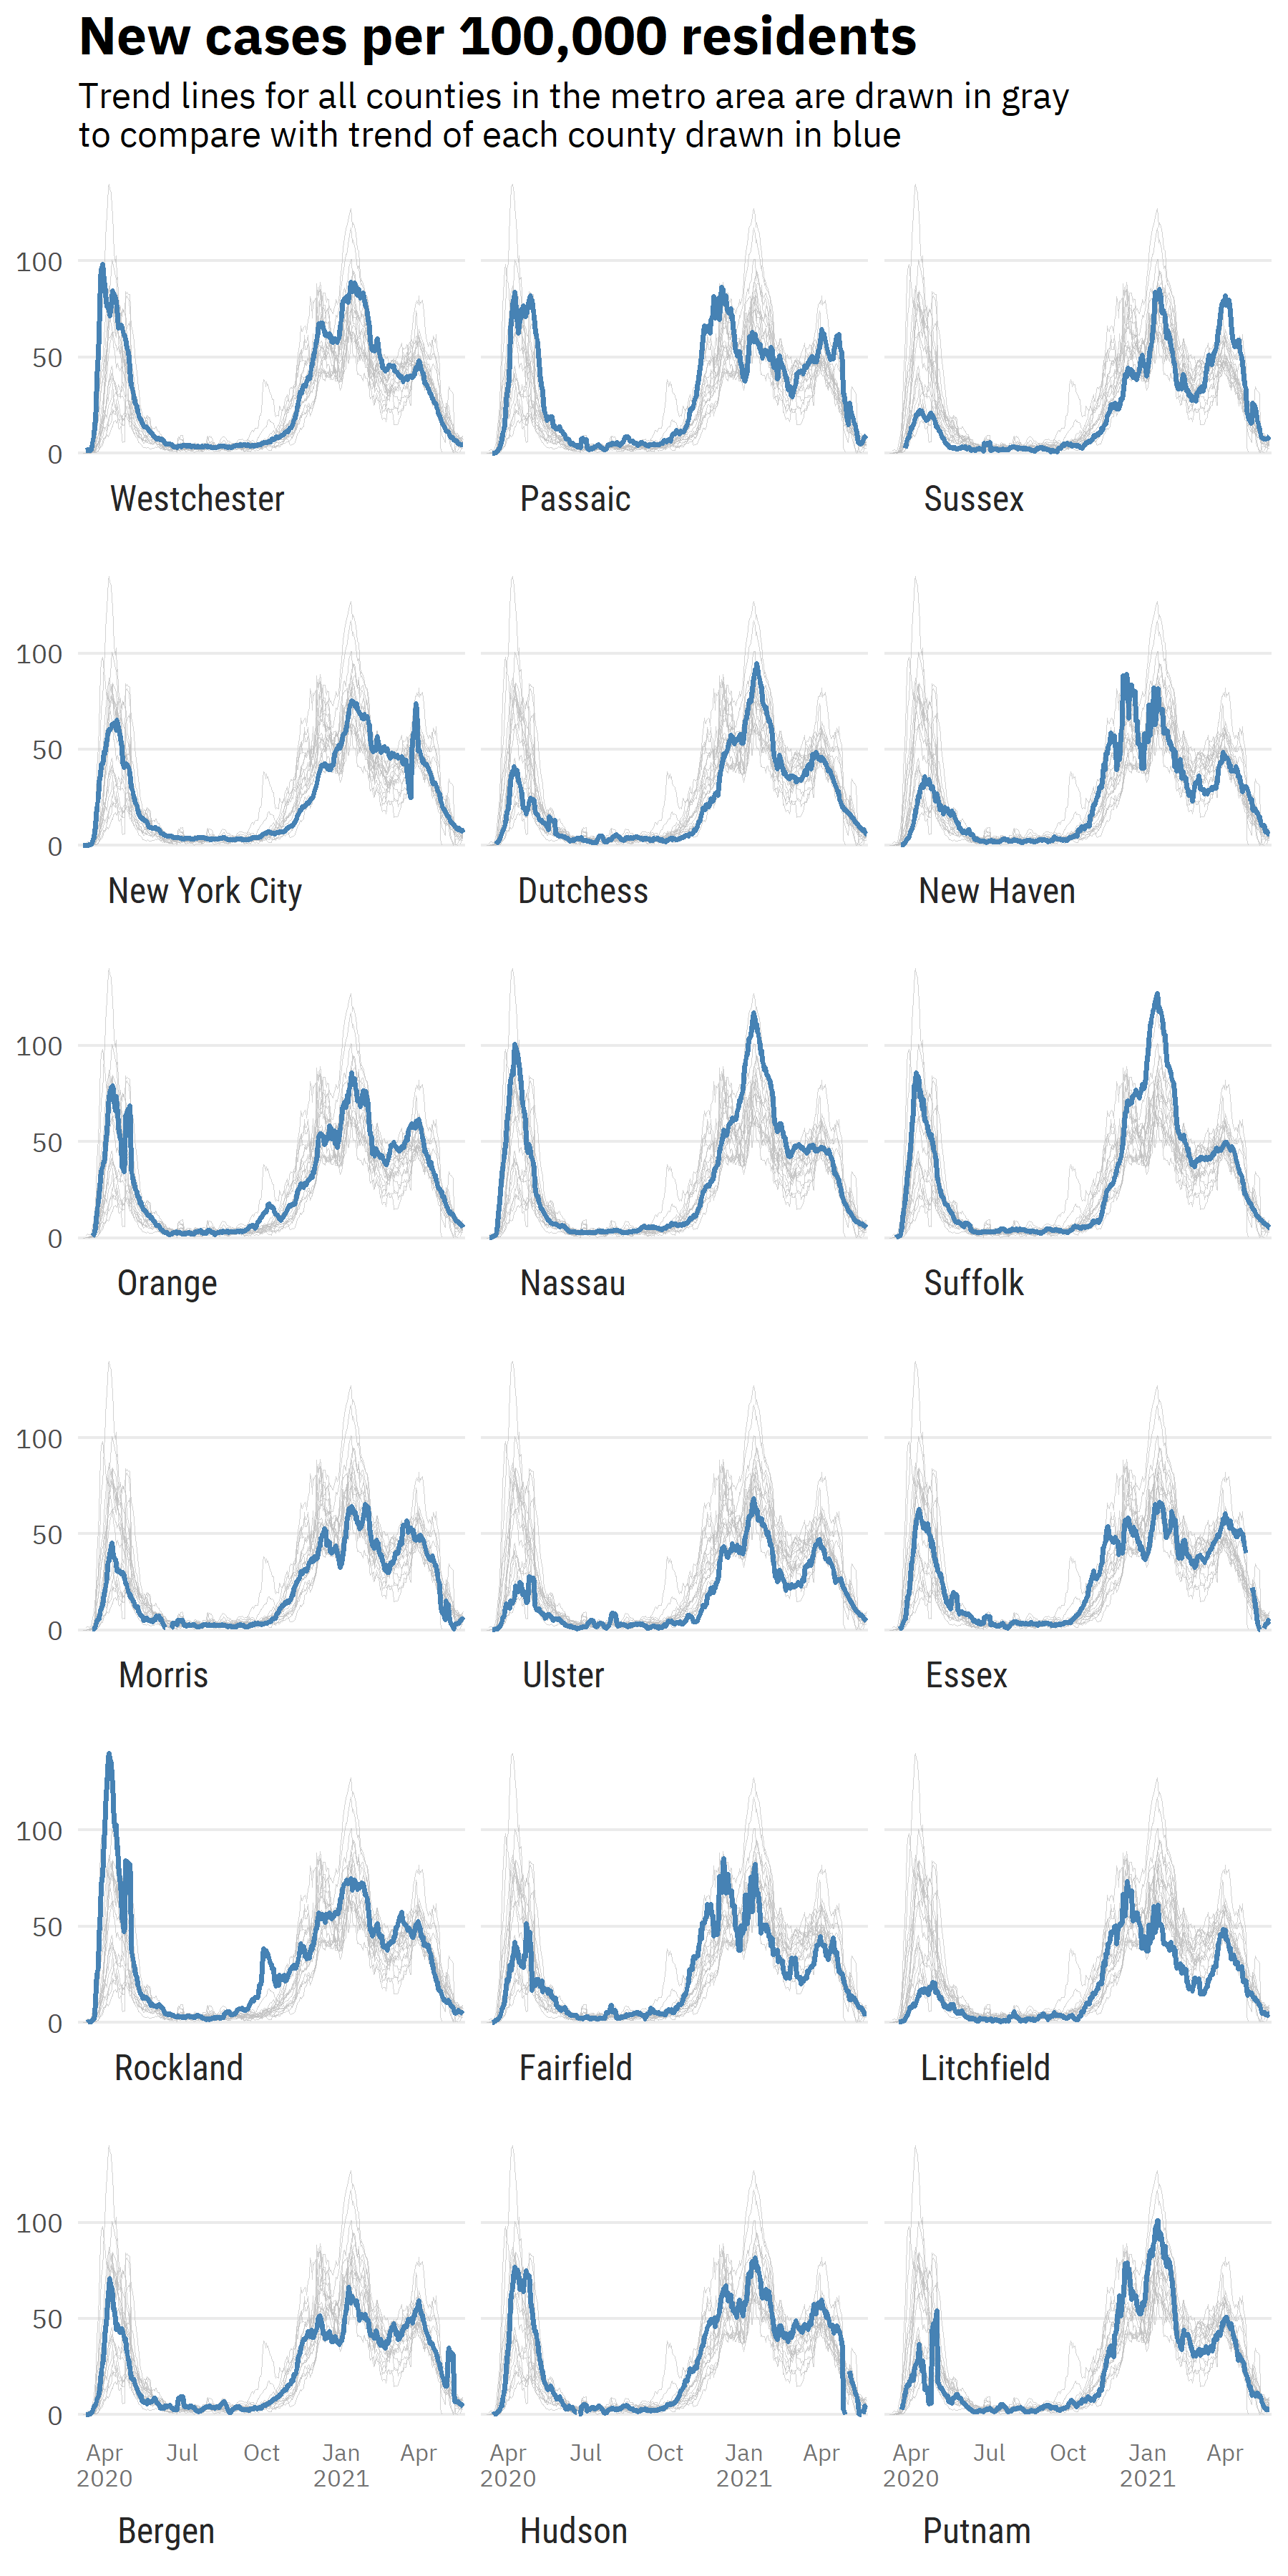 New cases per 100,000 residents
Trend lines for all counties in the metro area are drawn in gray
to compare with trend of each county drawn in blue
100
50
0
Westchester Passaic Sussex
100
50
0
New York City Dutchess New Haven
100
50
0
Orange Nassau Suffolk
100
50
0
Morris Ulster Essex
100
50
0
Rockland Fairfield Litchfield
100
50
0
Apr Jul Oct Jan Apr Apr Jul Oct Jan Apr Apr Jul Oct Jan Apr
2020 2021 2020 2021 2020 2021
Bergen Hudson Putnam